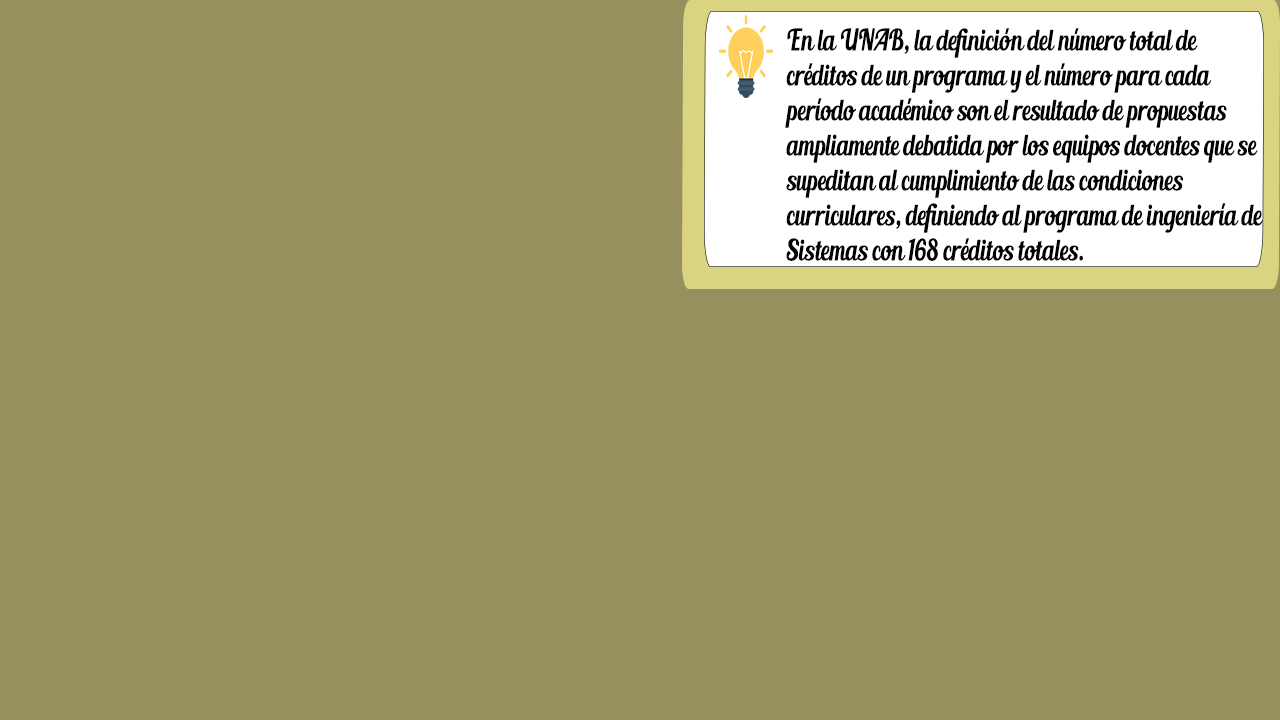 En la UNAB, la definición del número total de
créditos de un programa y el número para cada
período académico son el resultado de propuestas
ampliamente debatida por los equipos docentes que se
supeditan al cumplimiento de las condiciones
curriculares, definiendo al programa de ingeniería de
Sistemas con 168 créditos totales.